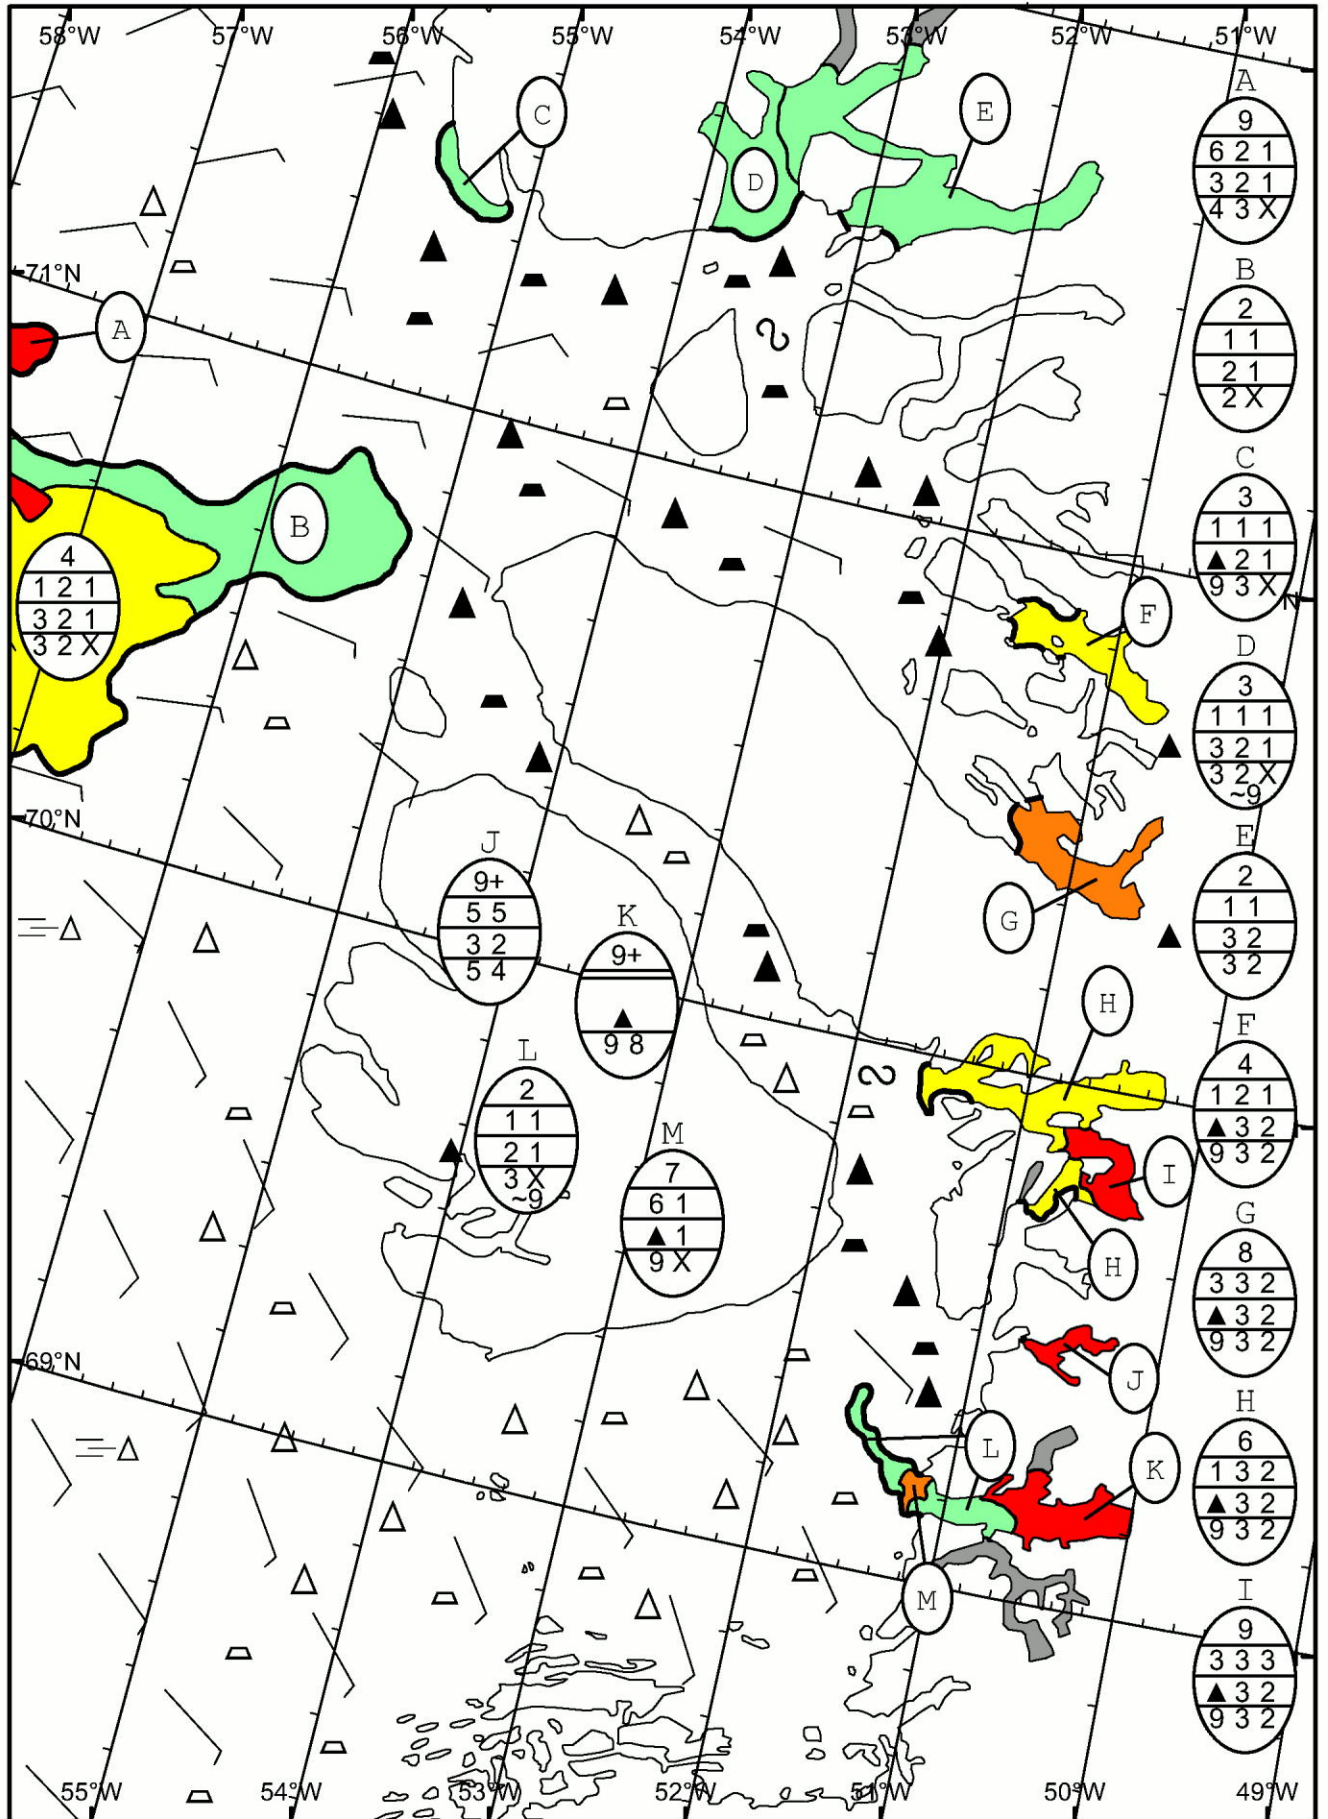 58°W 57°W 56°W 55°W 54°W 53°W 52°W 51°W
A
9
6 2 1
3 2 1
4 3 X
C
E
D
71°N
A
B
2
1 1
2 1
2 X
B
C
3
1 1 1
▲ 2 1
9 3 X
N
4
1 2 1
3 2 1
3 2 X
F
D
3
1 1 1
3 2 1
3 2 X
~9
70°N
J
9+
5 5
3 2
5 4
K
9+
▲
9 8
G
E
2
1 1
3 2
3 2
H
F
4
1 2 1
▲ 3 2
9 3 2
L
2
1 1
2 1
3 X
~9
M
7
6 1
▲ 1
9 X
I
H
G
8
3 3 2
▲ 3 2
9 3 2
69°N
J
L
K
H
6
1 3 2
▲ 3 2
9 3 2
M
I
9
3 3 3
▲ 3 2
9 3 2
55°W 54°W 53°W 52°W 51°W 50°W 49°W